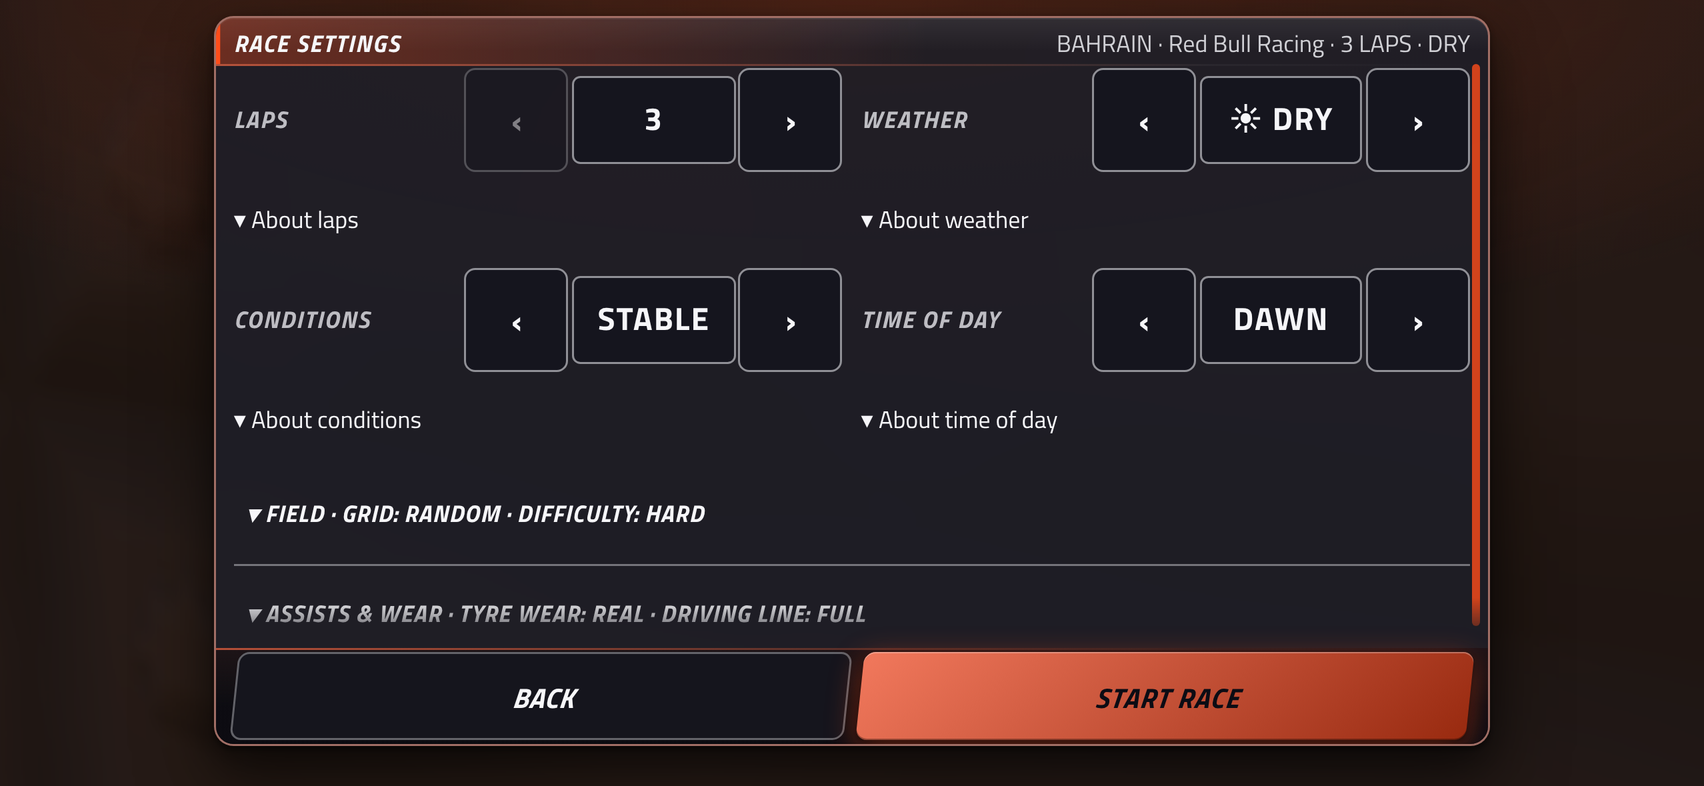 RACE SETTINGS
BAHRAIN · Red Bull Racing · 3 LAPS · DRY
LAPS ‹ 3 › WEATHER ‹ ☀ DRY ›
▼ About laps ▼ About weather
CONDITIONS ‹ STABLE › TIME OF DAY ‹ DAWN ›
▼ About conditions ▼ About time of day
▼ FIELD · GRID: RANDOM · DIFFICULTY: HARD
▼ ASSISTS & WEAR · TYRE WEAR: REAL · DRIVING LINE: FULL
BACK START RACE